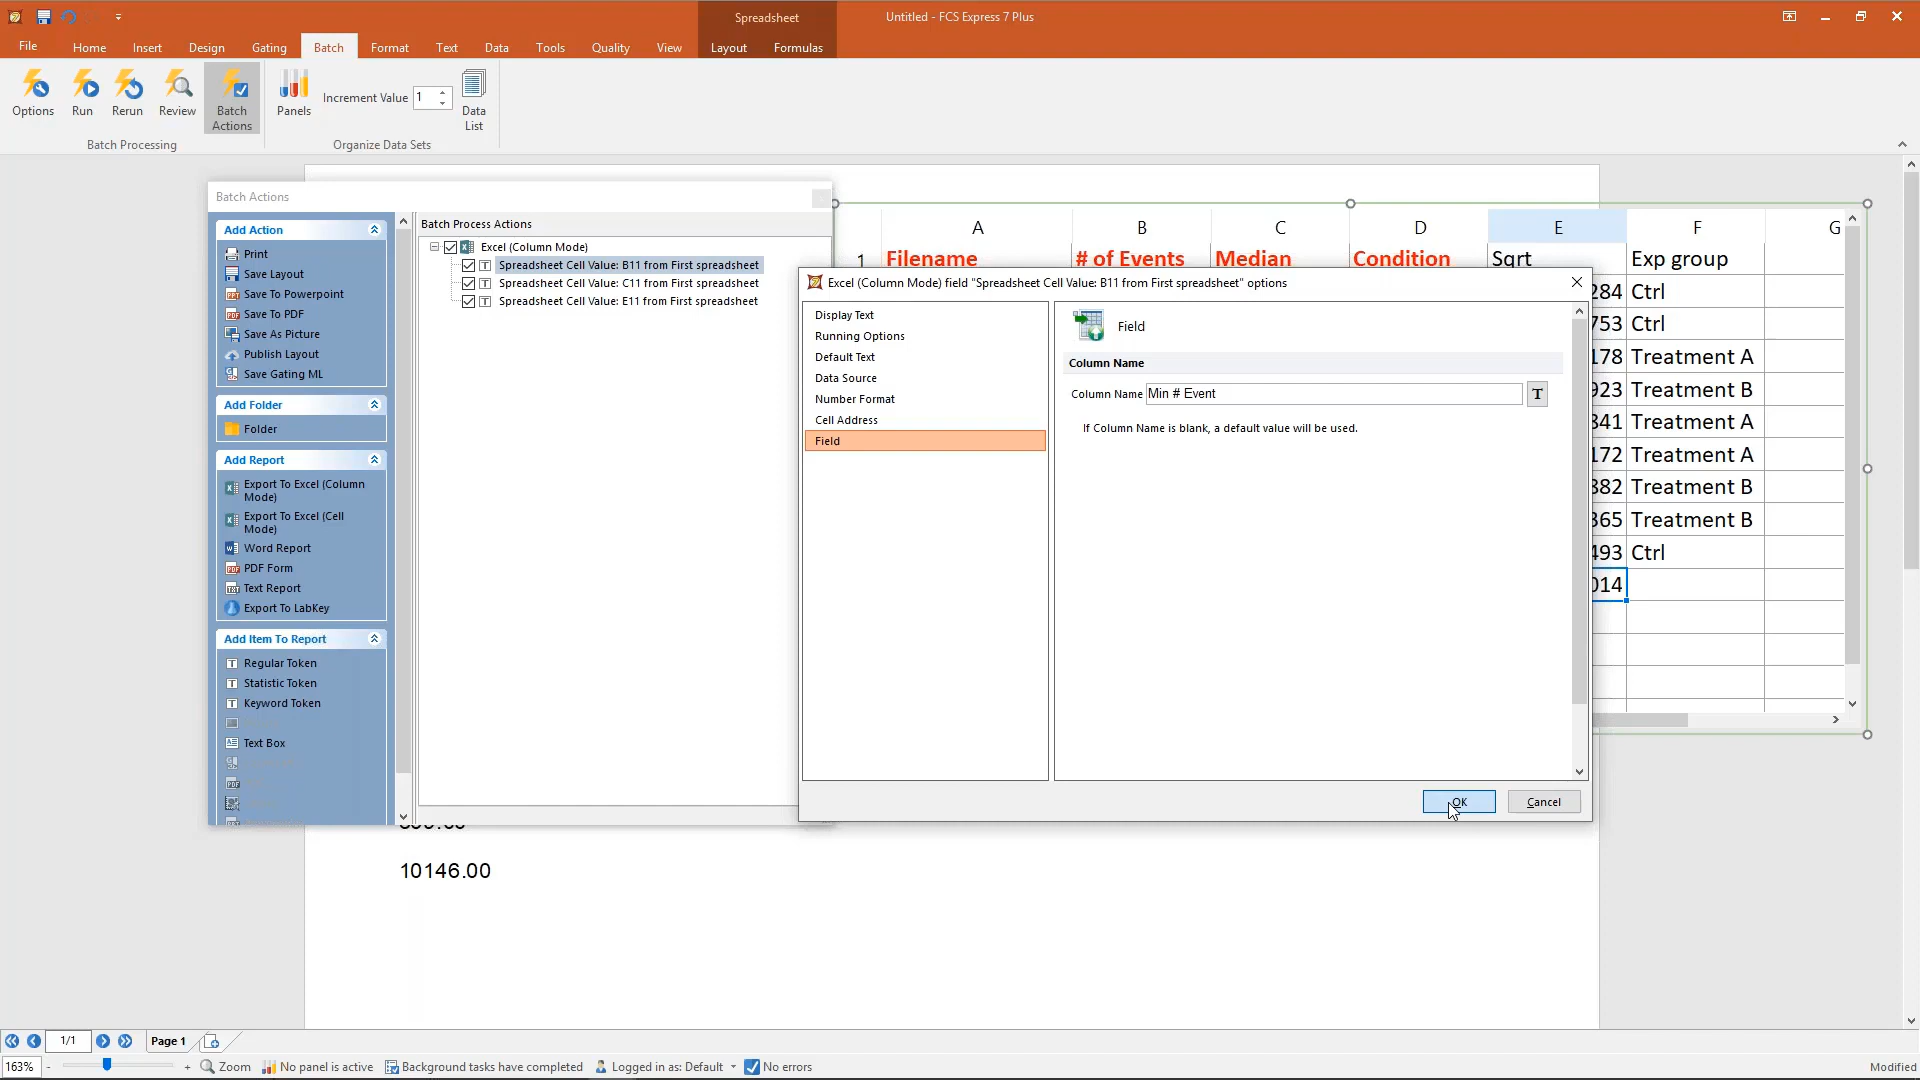 Spreadsheet
Untitled - FCS Express 7 Plus
File
Home
Insert
Design
Gating
Batch
Format
Text
Data
Tools
Quality
View
Layout
Formulas
Options
Run
Rerun
Review
Batch
Actions
Panels
Increment Value 1
Data
List
Batch Processing
Organize Data Sets
Batch Actions
Add Action
Print
Save Layout
Save To Powerpoint
Save To PDF
Save As Picture
Publish Layout
Save Gating ML
Add Folder
Folder
Add Report
Export To Excel (Column
Mode)
Export To Excel (Cell
Mode)
Word Report
PDF Form
Text Report
Export To LabKey
Add Item To Report
Regular Token
Statistic Token
Keyword Token
Text Box
Batch Process Actions
Excel (Column Mode)
Spreadsheet Cell Value: B11 from First spreadsheet
Spreadsheet Cell Value: C11 from First spreadsheet
Spreadsheet Cell Value: E11 from First spreadsheet
A B C D E F G
1 Filename # of Events Median Condition Sqrt Exp group
284 Ctrl
753 Ctrl
178 Treatment A
923 Treatment B
841 Treatment A
172 Treatment A
882 Treatment B
365 Treatment B
493 Ctrl
014
Excel (Column Mode) field "Spreadsheet Cell Value: B11 from First spreadsheet" options
Display Text
Running Options
Default Text
Data Source
Number Format
Cell Address
Field
Field
Column Name
Column Name Min # Event T
If Column Name is blank, a default value will be used.
OK
Cancel
10146.00
1/1
Page 1
163% - + Zoom
No panel is active
Background tasks have completed
Logged in as: Default
No errors
Modified